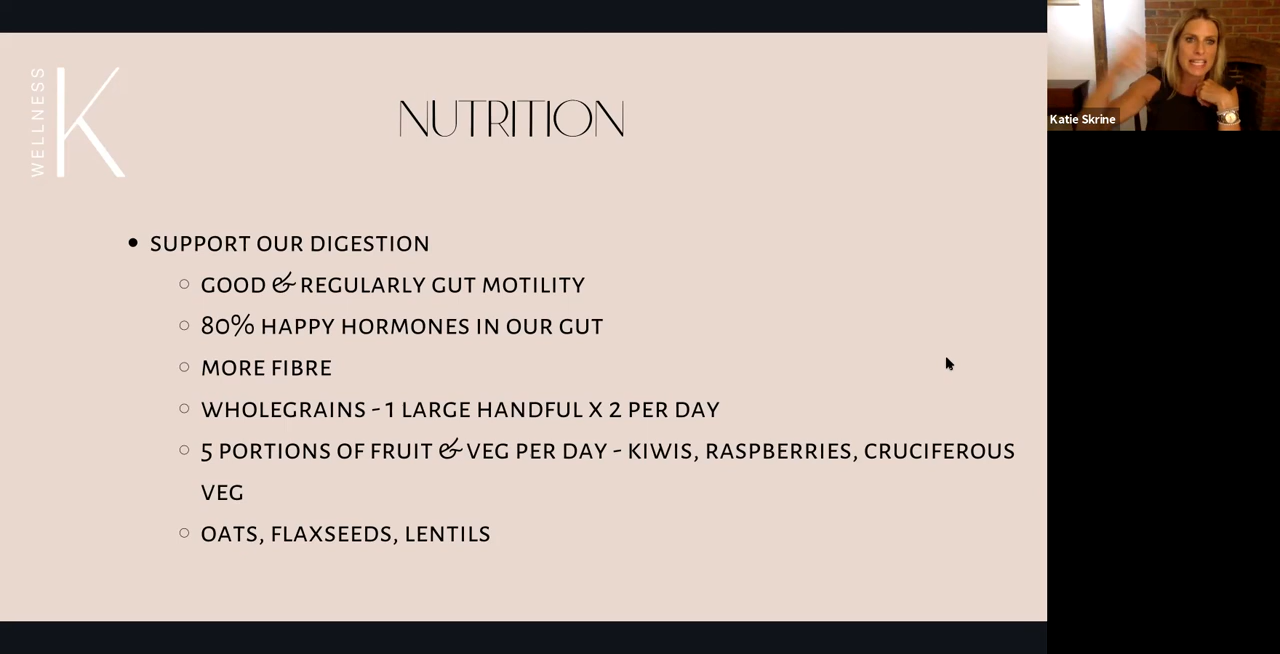 WELLNESS
K
NUTRITION
SUPPORT OUR DIGESTION
GOOD & REGULARLY GUT MOTILITY
80% HAPPY HORMONES IN OUR GUT
MORE FIBRE
WHOLEGRAINS - 1 LARGE HANDFUL X 2 PER DAY
5 PORTIONS OF FRUIT & VEG PER DAY - KIWIS, RASPBERRIES, CRUCIFEROUS
VEG
OATS, FLAXSEEDS, LENTILS
Katie Skrine